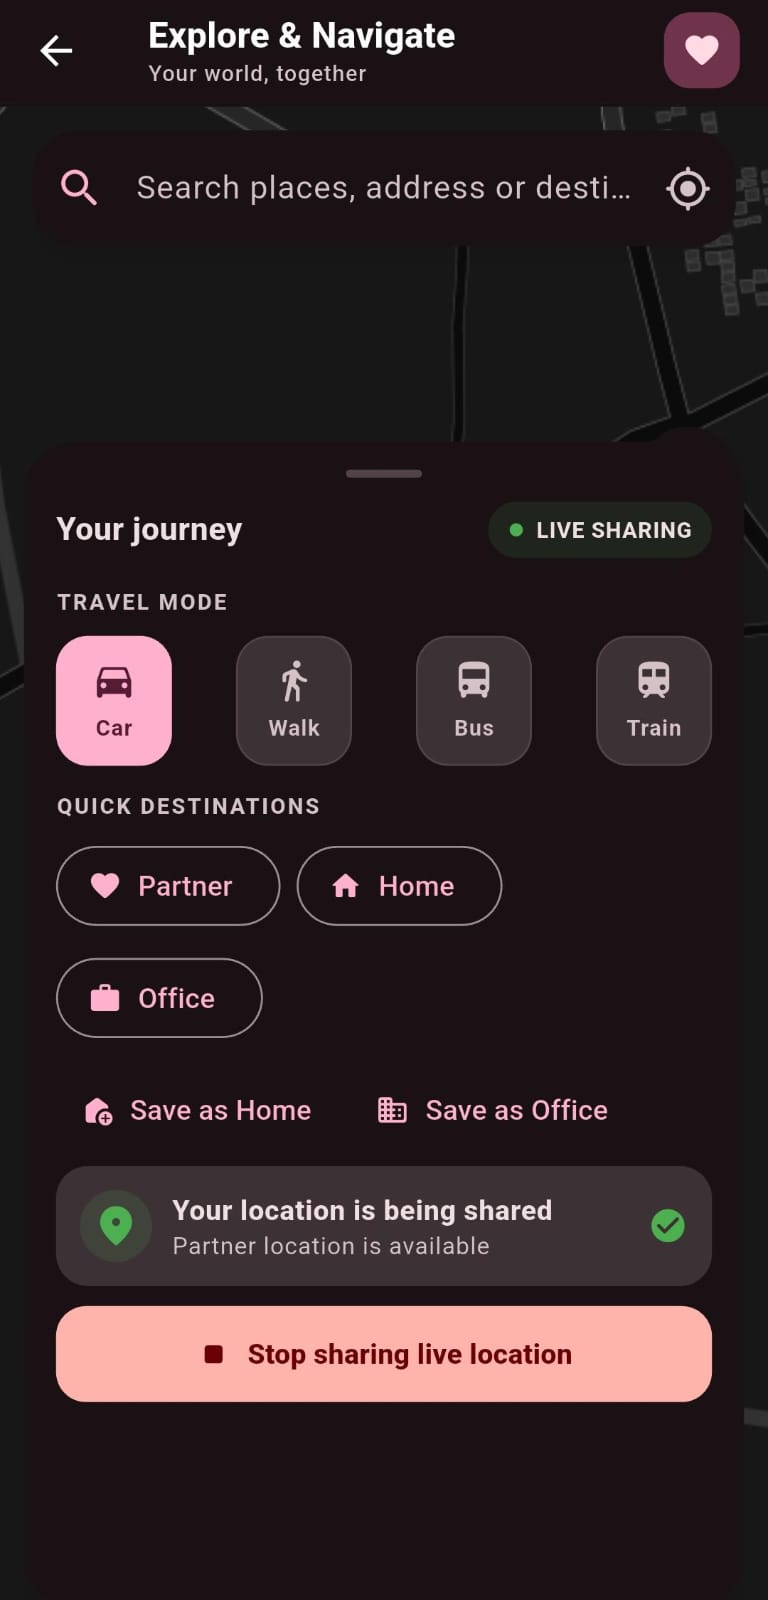 Explore & Navigate
Your world, together
Search places, address or desti...
Your journey
LIVE SHARING
TRAVEL MODE
Car
Walk
Bus
Train
QUICK DESTINATIONS
Partner
Home
Office
Save as Home
Save as Office
Your location is being shared
Partner location is available
Stop sharing live location